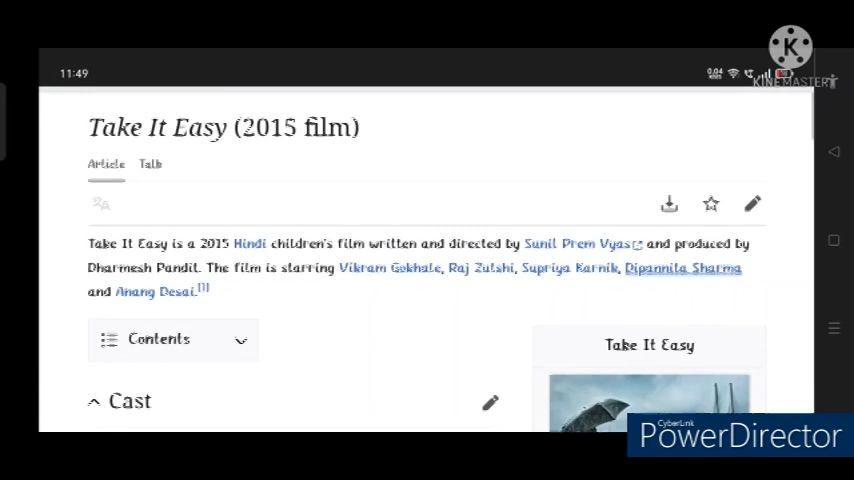 11:49
0.04
KINEMASTER
Take It Easy (2015 film)
Article Talk
Take It Easy is a 2015 Hindi children's film written and directed by Sunil Prem Vyas and produced by
Dharmesh Pandit. The film is starring Vikram Gokhale, Raj Zutshi, Supriya Karnik, Dipannita Sharma
and Anang Desai.[1]
Contents
Take It Easy
Cast
CyberLink
PowerDirector